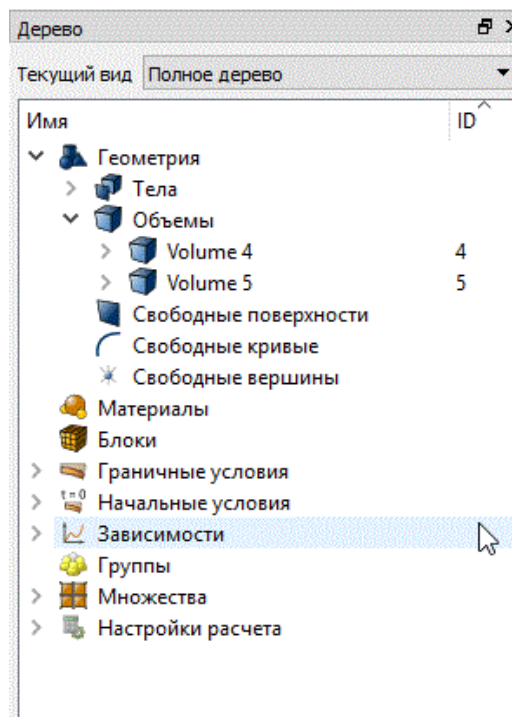 Дерево
Текущий вид Полное дерево
Имя ID
Геометрия
Тела
Объемы
Volume 4 4
Volume 5 5
Свободные поверхности
Свободные кривые
Свободные вершины
Материалы
Блоки
Граничные условия
t=0 Начальные условия
Зависимости
Группы
Множества
Настройки расчета